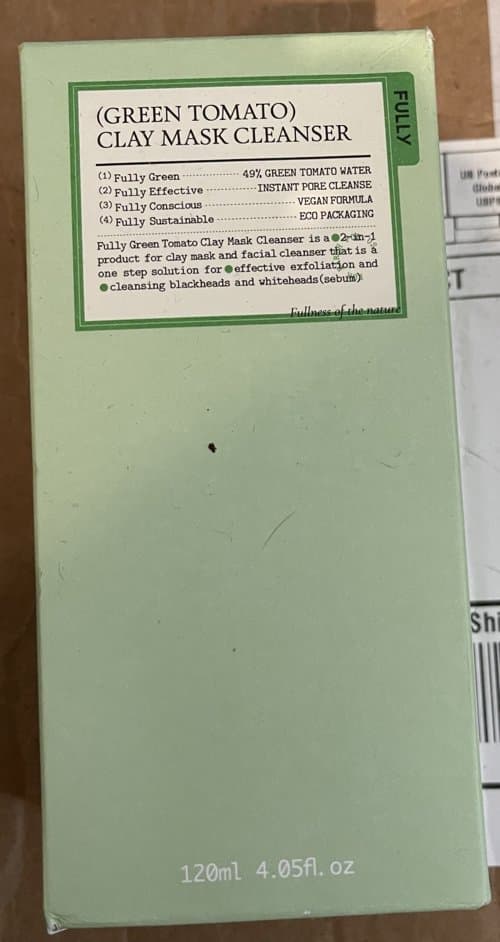 (GREEN TOMATO)
CLAY MASK CLEANSER
FULLY
(1) Fully Green 49% GREEN TOMATO WATER
(2) Fully Effective INSTANT PORE CLEANSE
(3) Fully Conscious VEGAN FORMULA
(4) Fully Sustainable ECO PACKAGING
Fully Green Tomato Clay Mask Cleanser is a 2-in-1
product for clay mask and facial cleanser that is a
one step solution for effective exfoliation and
cleansing blackheads and whiteheads(sebum)
Fullness of the nature
120ml 4.05fl.oz